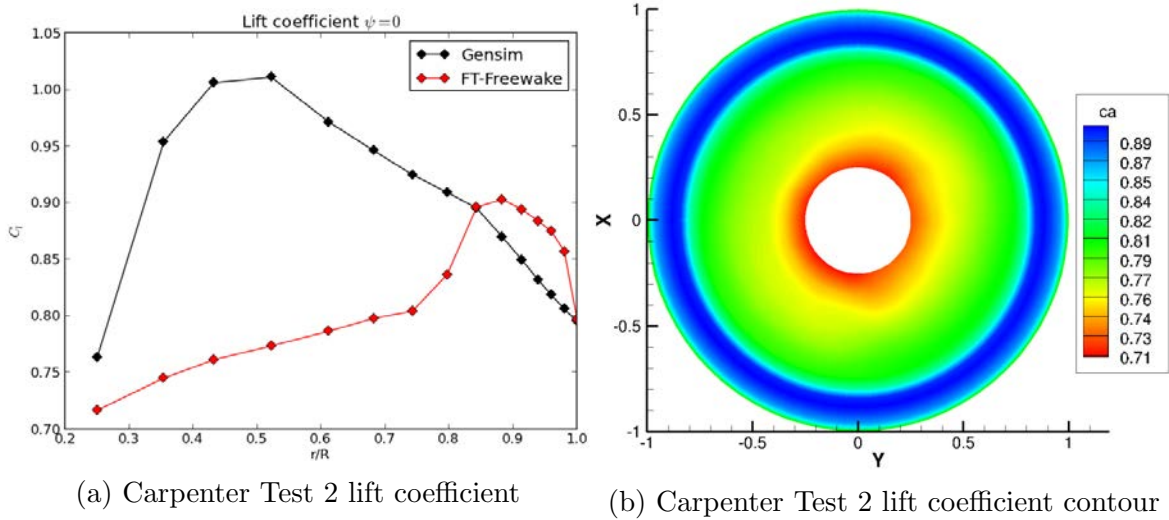 Lift coefficient ψ=0
1.05
1.00
0.95
0.90
0.85
0.80
0.75
0.70
C_l
Gensim
FT-Freewake
0.2 0.3 0.4 0.5 0.6 0.7 0.8 0.9 1.0
r/R
(a) Carpenter Test 2 lift coefficient
1
0.5
0
-0.5
-1
X
-1 -0.5 0 0.5 1
Y
ca
0.89
0.87
0.85
0.84
0.82
0.81
0.79
0.77
0.76
0.74
0.73
0.71
(b) Carpenter Test 2 lift coefficient contour